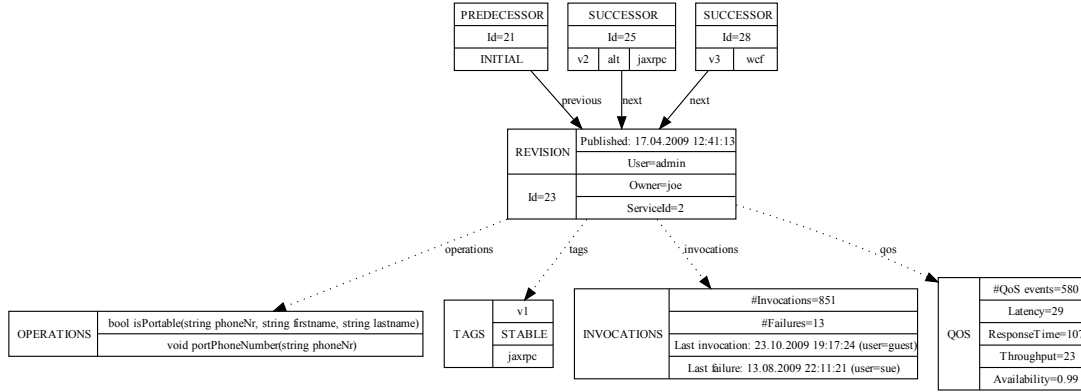 PREDECESSOR
Id=21
INITIAL
SUCCESSOR
Id=25
v2 alt jaxrpc
SUCCESSOR
Id=28
v3 wcf
previous
next
next
REVISION
Id=23
Published: 17.04.2009 12:41:13
User=admin
Owner=joe
ServiceId=2
operations
tags
invocations
qos
OPERATIONS
bool isPortable(string phoneNr, string firstname, string lastname)
void portPhoneNumber(string phoneNr)
TAGS
v1
STABLE
jaxrpc
INVOCATIONS
#Invocations=851
#Failures=13
Last invocation: 23.10.2009 19:17:24 (user=guest)
Last failure: 13.08.2009 22:11:21 (user=sue)
QOS
#QoS events=580
Latency=29
ResponseTime=107
Throughput=23
Availability=0.99